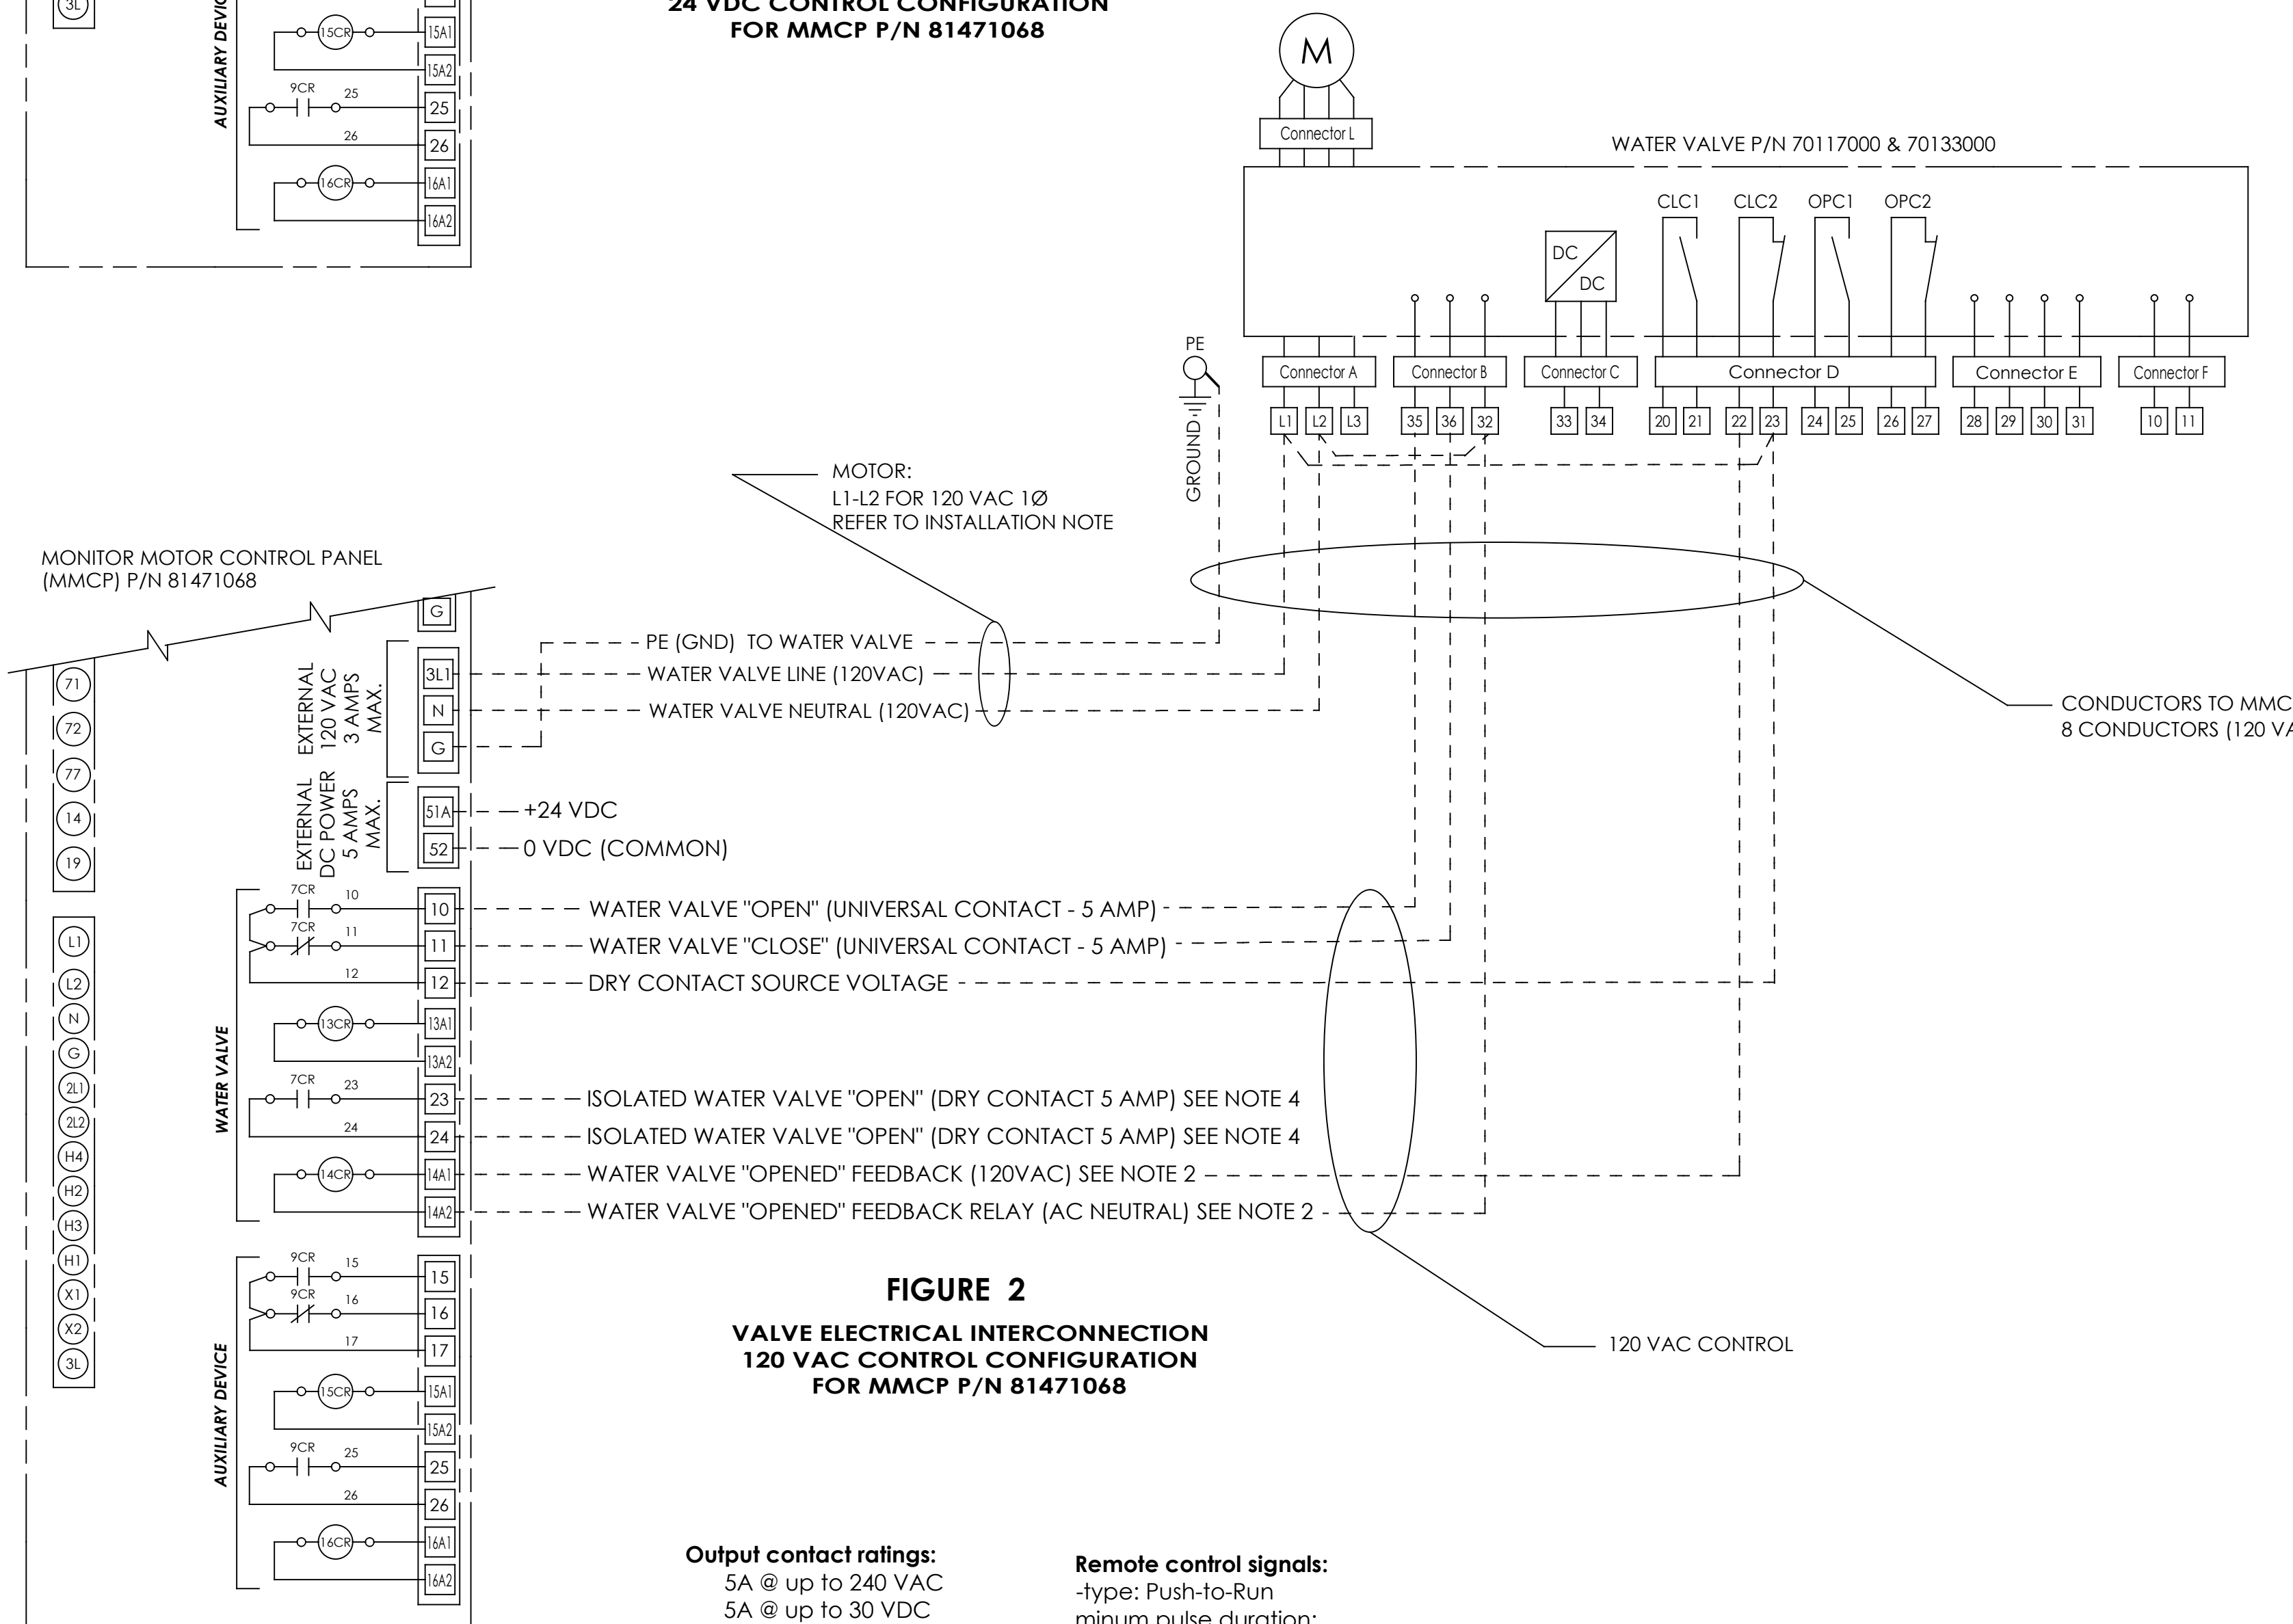 3L
AUXILIARY DEVIC
15CR
15A1
15A2
9CR
25
25
26
26
16CR
16A1
16A2
24 VDC CONTROL CONFIGURATION
FOR MMCP P/N 81471068
M
Connector L
WATER VALVE P/N 70117000 & 70133000
CLC1 CLC2 OPC1 OPC2
DC
DC
PE
GROUND
Connector A Connector B Connector C Connector D Connector E Connector F
L1 L2 L3 35 36 32 33 34 20 21 22 23 24 25 26 27 28 29 30 31 10 11
MOTOR:
L1-L2 FOR 120 VAC 1Ø
REFER TO INSTALLATION NOTE
MONITOR MOTOR CONTROL PANEL
(MMCP) P/N 81471068
CONDUCTORS TO MMC
8 CONDUCTORS (120 VA
71
72
77
14
19
L1
L2
N
G
2L1
2L2
H4
H2
H3
H1
X1
X2
3L
G
EXTERNAL
120 VAC
3 AMPS
MAX.
3L1
N
G
PE (GND) TO WATER VALVE
WATER VALVE LINE (120VAC)
WATER VALVE NEUTRAL (120VAC)
EXTERNAL
DC POWER
5 AMPS
MAX.
51A +24 VDC
52 0 VDC (COMMON)
WATER VALVE
7CR 10
10 WATER VALVE "OPEN" (UNIVERSAL CONTACT - 5 AMP)
7CR 11
11 WATER VALVE "CLOSE" (UNIVERSAL CONTACT - 5 AMP)
12
12 DRY CONTACT SOURCE VOLTAGE
13CR
13A1
13A2
7CR 23
23 ISOLATED WATER VALVE "OPEN" (DRY CONTACT 5 AMP) SEE NOTE 4
24
24 ISOLATED WATER VALVE "OPEN" (DRY CONTACT 5 AMP) SEE NOTE 4
14CR
14A1 WATER VALVE "OPENED" FEEDBACK (120VAC) SEE NOTE 2
14A2 WATER VALVE "OPENED" FEEDBACK RELAY (AC NEUTRAL) SEE NOTE 2
120 VAC CONTROL
AUXILIARY DEVICE
9CR 15
15
9CR 16
16
17
17
15CR
15A1
15A2
9CR 25
25
26
26
16CR
16A1
16A2
FIGURE 2
VALVE ELECTRICAL INTERCONNECTION
120 VAC CONTROL CONFIGURATION
FOR MMCP P/N 81471068
Output contact ratings:
5A @ up to 240 VAC
5A @ up to 30 VDC
Remote control signals:
-type: Push-to-Run
minum pulse duration: